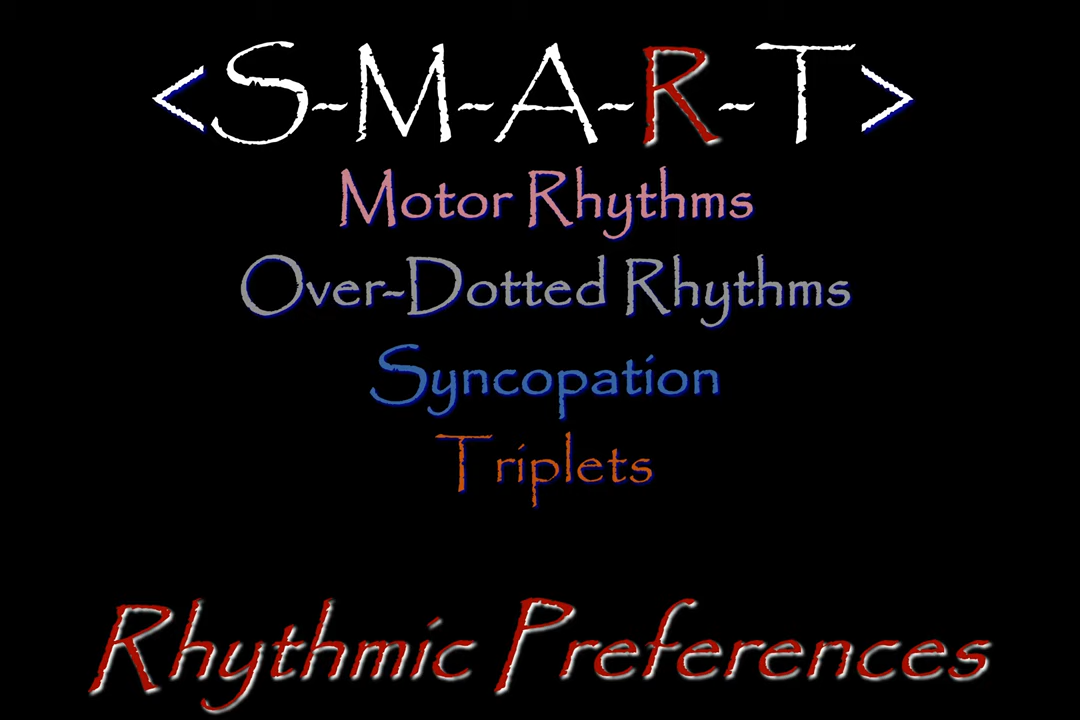 <S-M-A-R-T>
Motor Rhythms
Over-Dotted Rhythms
Syncopation
Triplets
Rhythmic Preferences